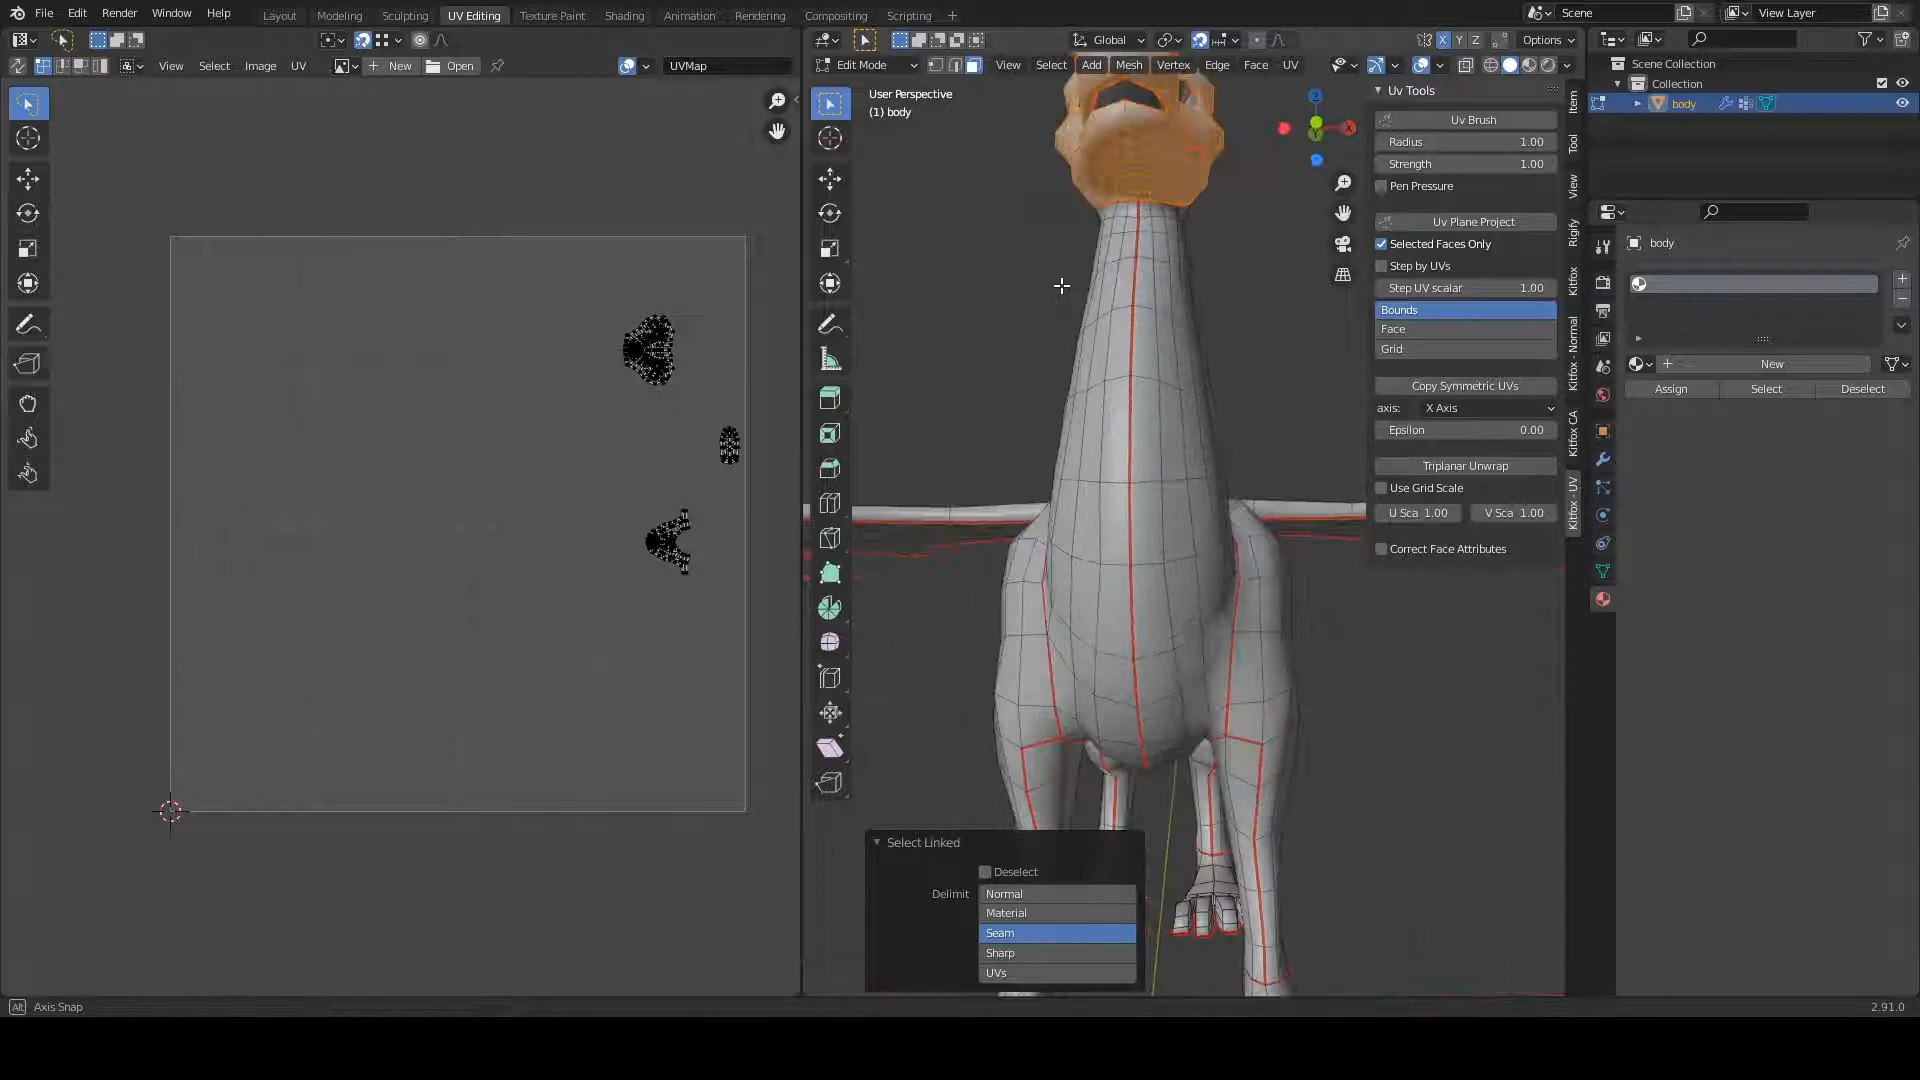 File Edit Render Window Help
Layout Modeling Sculpting UV Editing Texture Paint Shading Animation Rendering Compositing Scripting
Scene
View Layer
Global
X Y Z
Options
View Select Image UV
New
Open
UVMap
Edit Mode
View Select Add Mesh Vertex Edge Face UV
User Perspective
(1) body
Z
X
Y
Uv Tools
Uv Brush
Radius 1.00
Strength 1.00
Pen Pressure
Uv Plane Project
Selected Faces Only
Step by UVs
Step UV scalar 1.00
Bounds
Face
Grid
Copy Symmetric UVs
axis: X Axis
Epsilon 0.00
Triplanar Unwrap
Use Grid Scale
U Sca 1.00
V Sca 1.00
Correct Face Attributes
Item
Tool
View
Rigify
Kitfox
Kitfox - Normal
Kitfox CA
Kitfox - UV
Scene Collection
Collection
body
body
New
Assign Select Deselect
Select Linked
Deselect
Delimit Normal
Material
Seam
Sharp
UVs
Alt Axis Snap
2.91.0